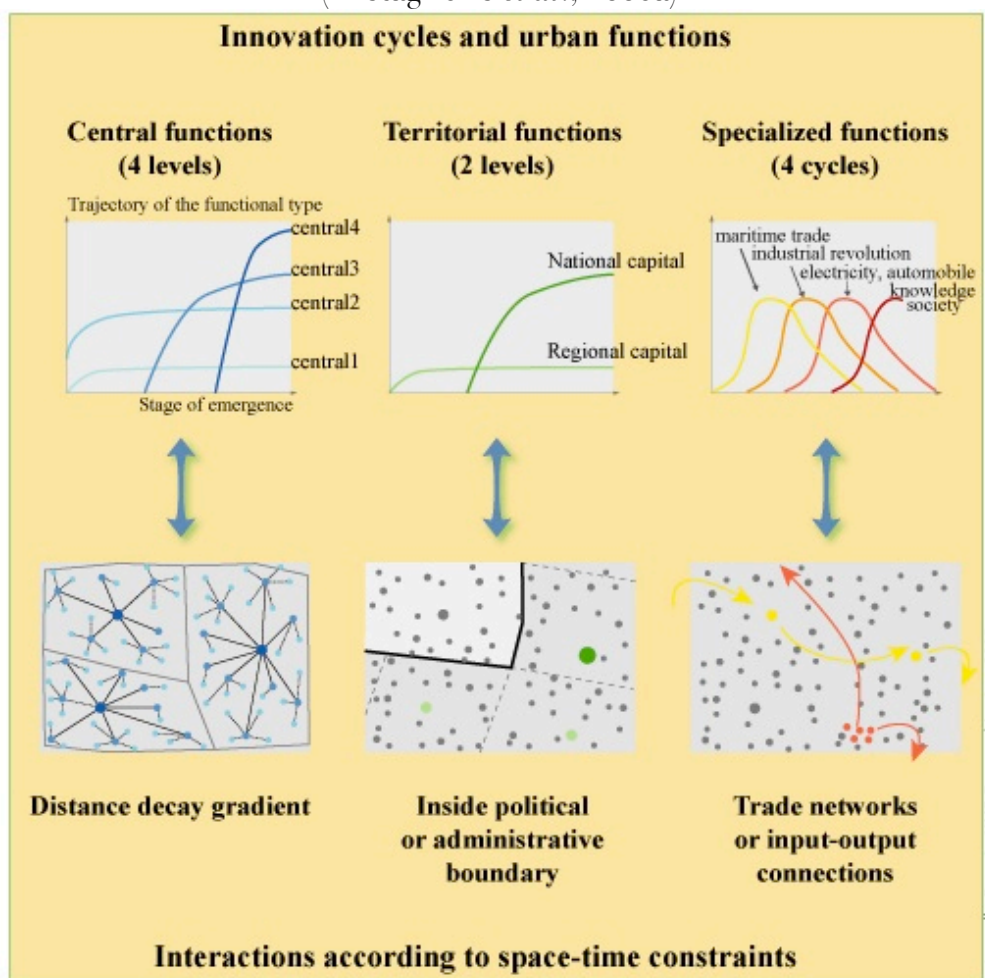 Innovation cycles and urban functions
Central functions
(4 levels)
Territorial functions
(2 levels)
Specialized functions
(4 cycles)
Trajectory of the functional type
central4
central3
central2
central1
Stage of emergence
National capital
Regional capital
maritime trade
industrial revolution
electricity, automobile
knowledge
society
Distance decay gradient
Inside political
or administrative
boundary
Trade networks
or input-output
connections
Interactions according to space-time constraints